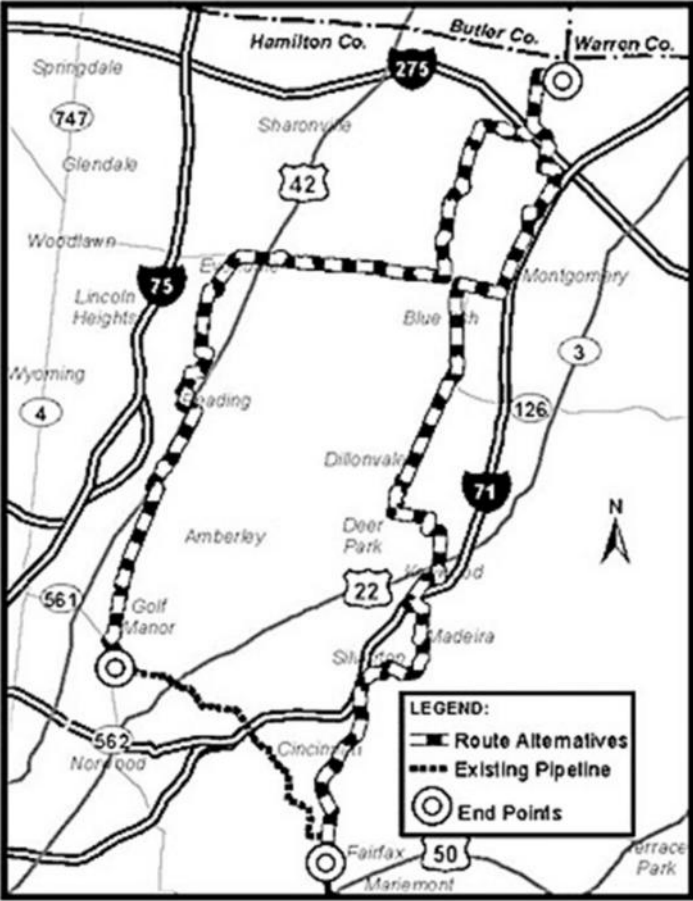 Hamilton Co.
Butler Co.
Warren Co.
Springdale
275
747
Sharonville
Glendale
42
Woodlawn
75
Lincoln
Heights
Montgomery
Blue
3
Wyoming
4
126
Dillonvale
71
N
Amberley
Deer
Park
22
561
Golf
Manor
Madeira
562
Norwood
Cincinnati
LEGEND:
Route Alternatives
Existing Pipeline
End Points
Fairfax
50
Mariemont
Park